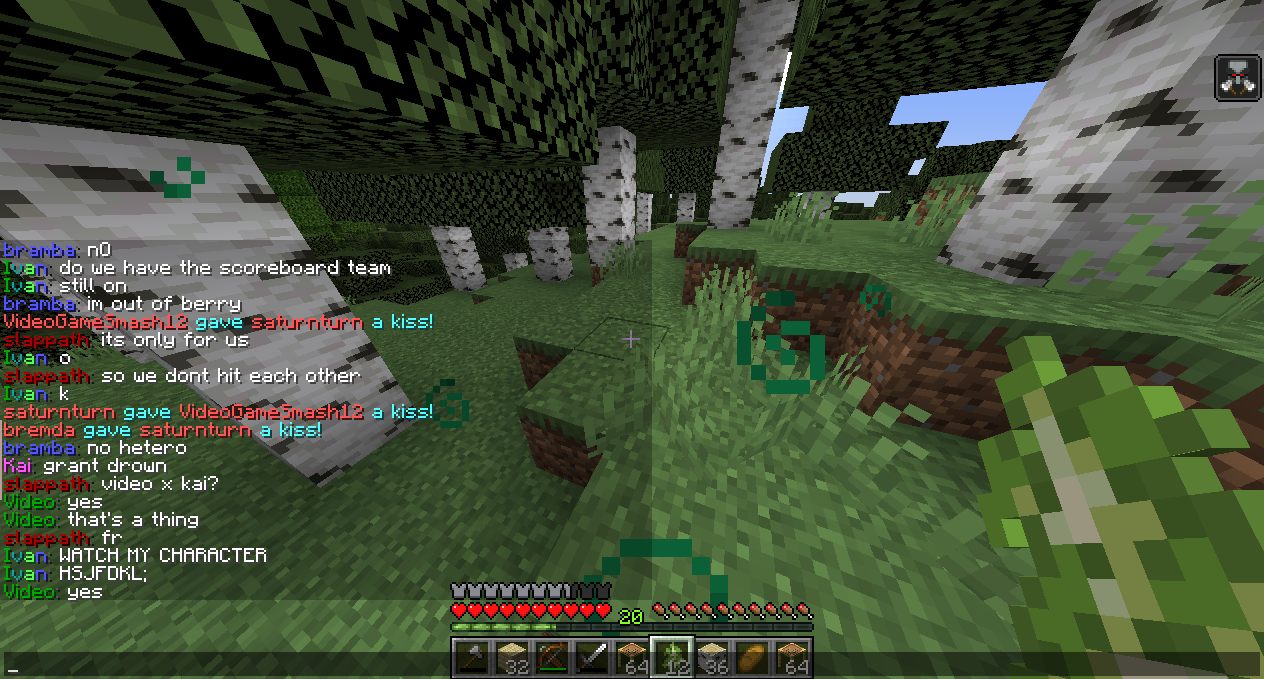 bramba: n0
Ivan: do we have the scoreboard team
Ivan: still on
bramba: im out of berry
VideoGameSmash12 gave saturnturn a kiss!
slappath: its only for us
Ivan: o
slappath: so we dont hit each other
Ivan: k
saturnturn gave VideoGameSmash12 a kiss!
bremda gave saturnturn a kiss!
bramba: no hetero
Kai: grant drown
slappath: video x kai?
Video: yes
Video: that's a thing
slappath: fr
Ivan: WATCH MY CHARACTER
Ivan: HSJFDKL;
Video: yes
20
32 64 12 36 64
_